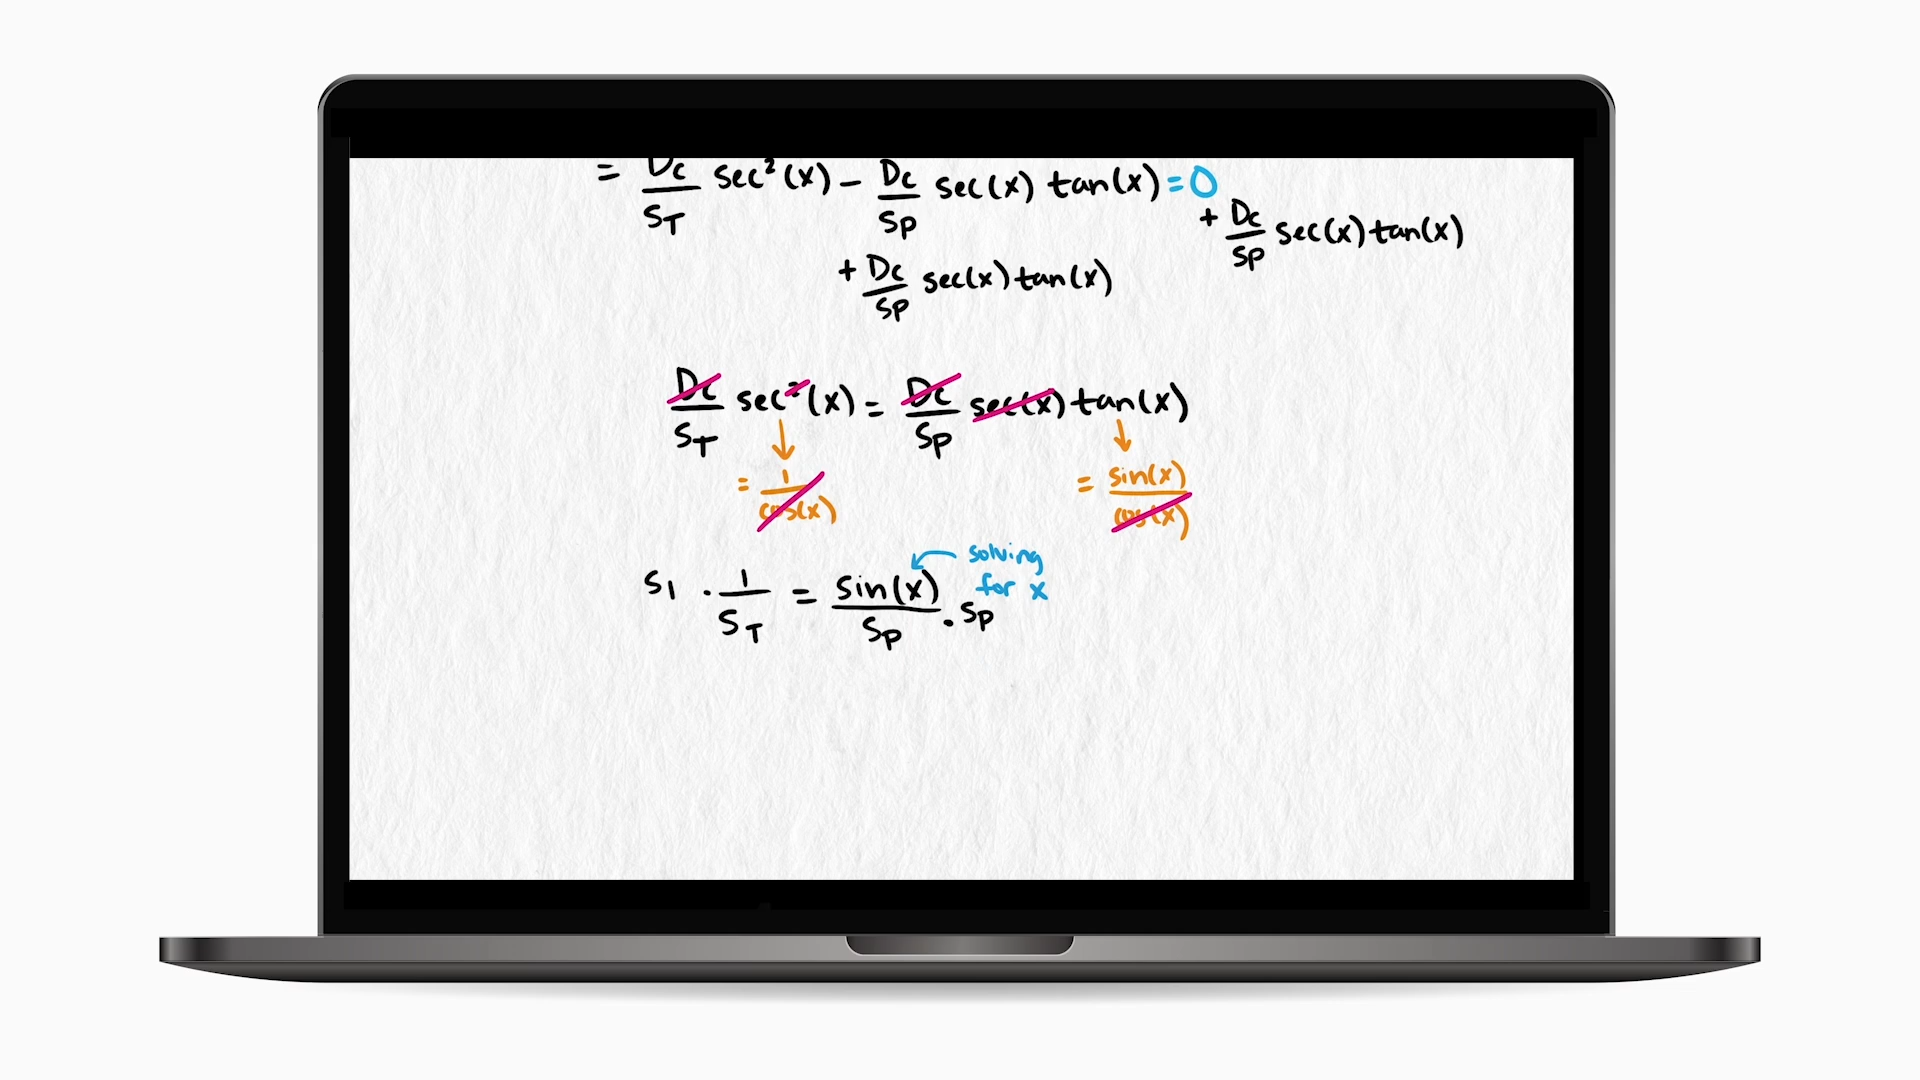 = Dc/ST sec²(x) – Dc/Sp sec(x) tan(x) = 0
+ Dc/Sp sec(x) tan(x)
+ Dc/Sp sec(x) tan(x)
Dc/ST sec²(x) = Dc/Sp sec(x) tan(x)
= 1/cos(x) = sin(x)/cos(x)
solving for x
S1 · 1/ST = sin(x)/Sp · Sp